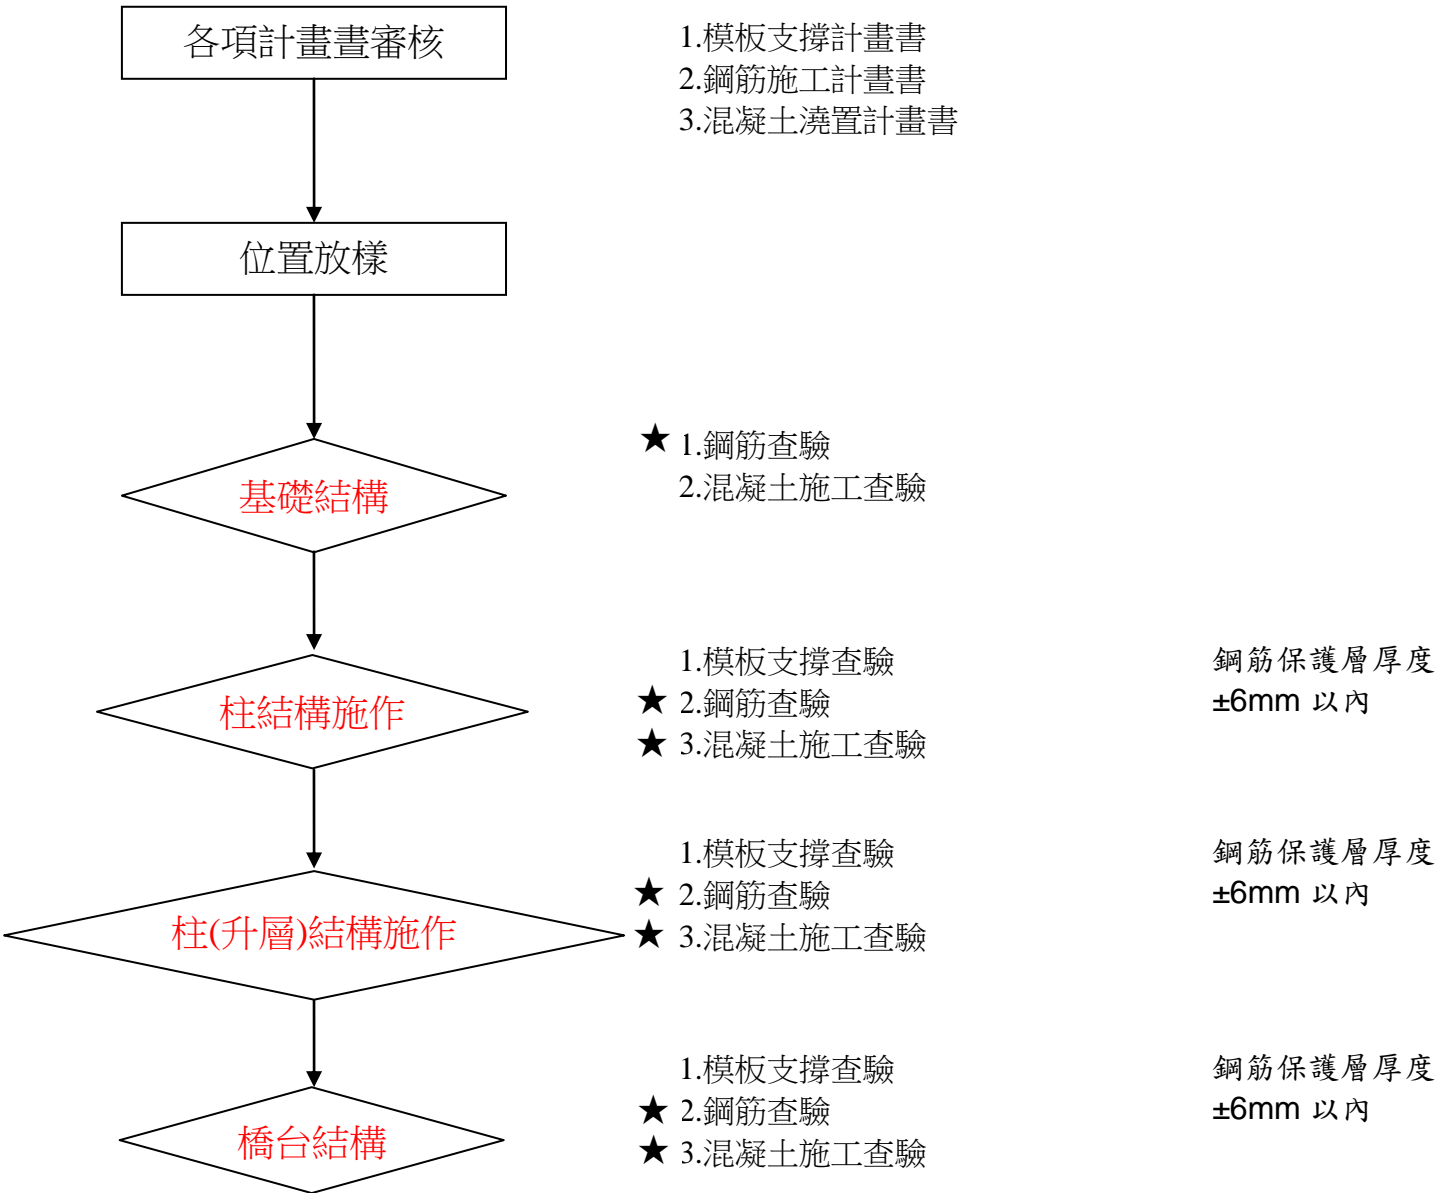 各項計畫晝審核
1.模板支撐計畫書
2.鋼筋施工計畫書
3.混凝土澆置計畫書
位置放樣
基礎結構
★ 1.鋼筋查驗
2.混凝土施工查驗
柱結構施作
1.模板支撐查驗
★ 2.鋼筋查驗
★ 3.混凝土施工查驗
鋼筋保護層厚度
±6mm 以內
柱(升層)結構施作
1.模板支撐查驗
★ 2.鋼筋查驗
★ 3.混凝土施工查驗
鋼筋保護層厚度
±6mm 以內
橋台結構
1.模板支撐查驗
★ 2.鋼筋查驗
★ 3.混凝土施工查驗
鋼筋保護層厚度
±6mm 以內